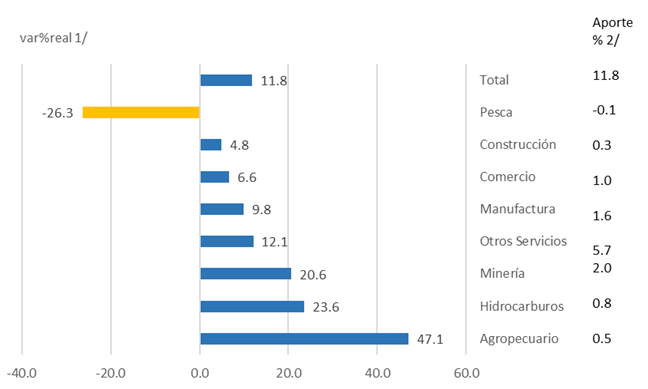 Aporte
var%real 1/ % 2/
11.8 Total 11.8
-26.3 Pesca -0.1
4.8 Construcción 0.3
6.6 Comercio 1.0
9.8 Manufactura 1.6
12.1 Otros Servicios 5.7
20.6 Minería 2.0
23.6 Hidrocarburos 0.8
47.1 Agropecuario 0.5
-40.0 -20.0 0.0 20.0 40.0 60.0